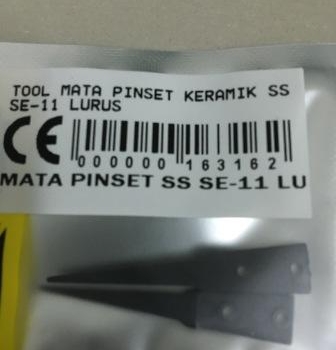 TOOL MATA PINSET KERAMIK SS
SE-11 LURUS
CE
000000 163162
MATA PINSET SS SE-11 LU